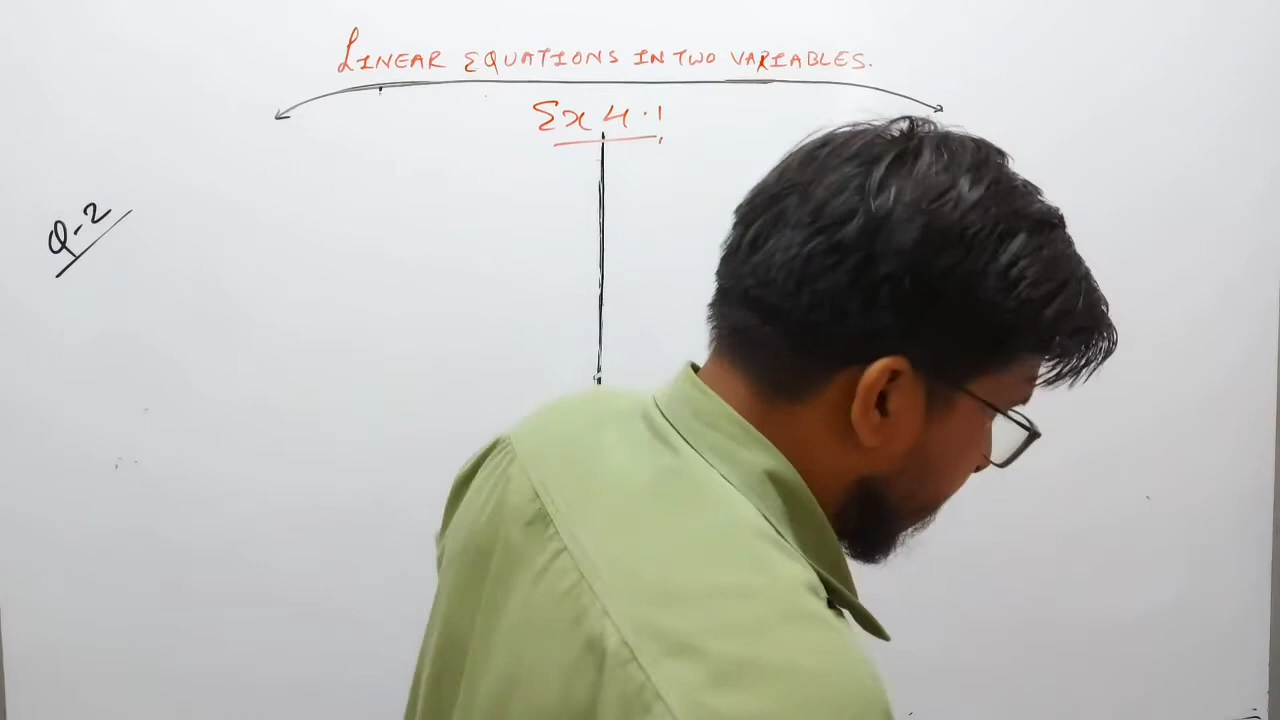 LINEAR EQUATIONS IN TWO VARIABLES.
Ex 4.1
Q-2